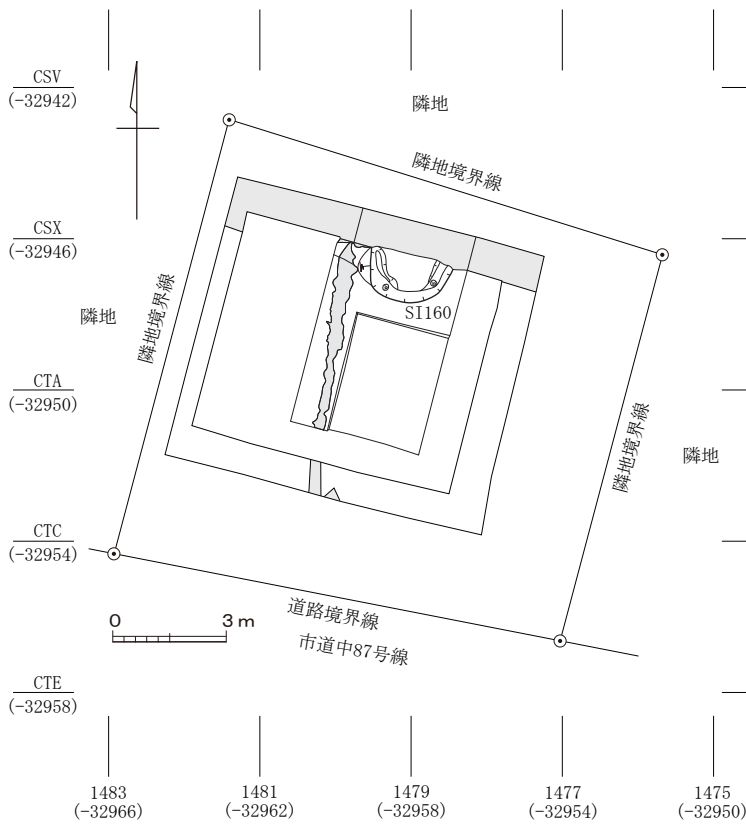 CSV
(-32942)
隣地
隣地境界線
CSX
(-32946)
隣地境界線
隣地
SI160
CTA
(-32950)
隣地境界線
隣地
CTC
(-32954)
道路境界線
市道中87号線
0 3 m
CTE
(-32958)
1483 1481 1479 1477 1475
(-32966) (-32962) (-32958) (-32954) (-32950)